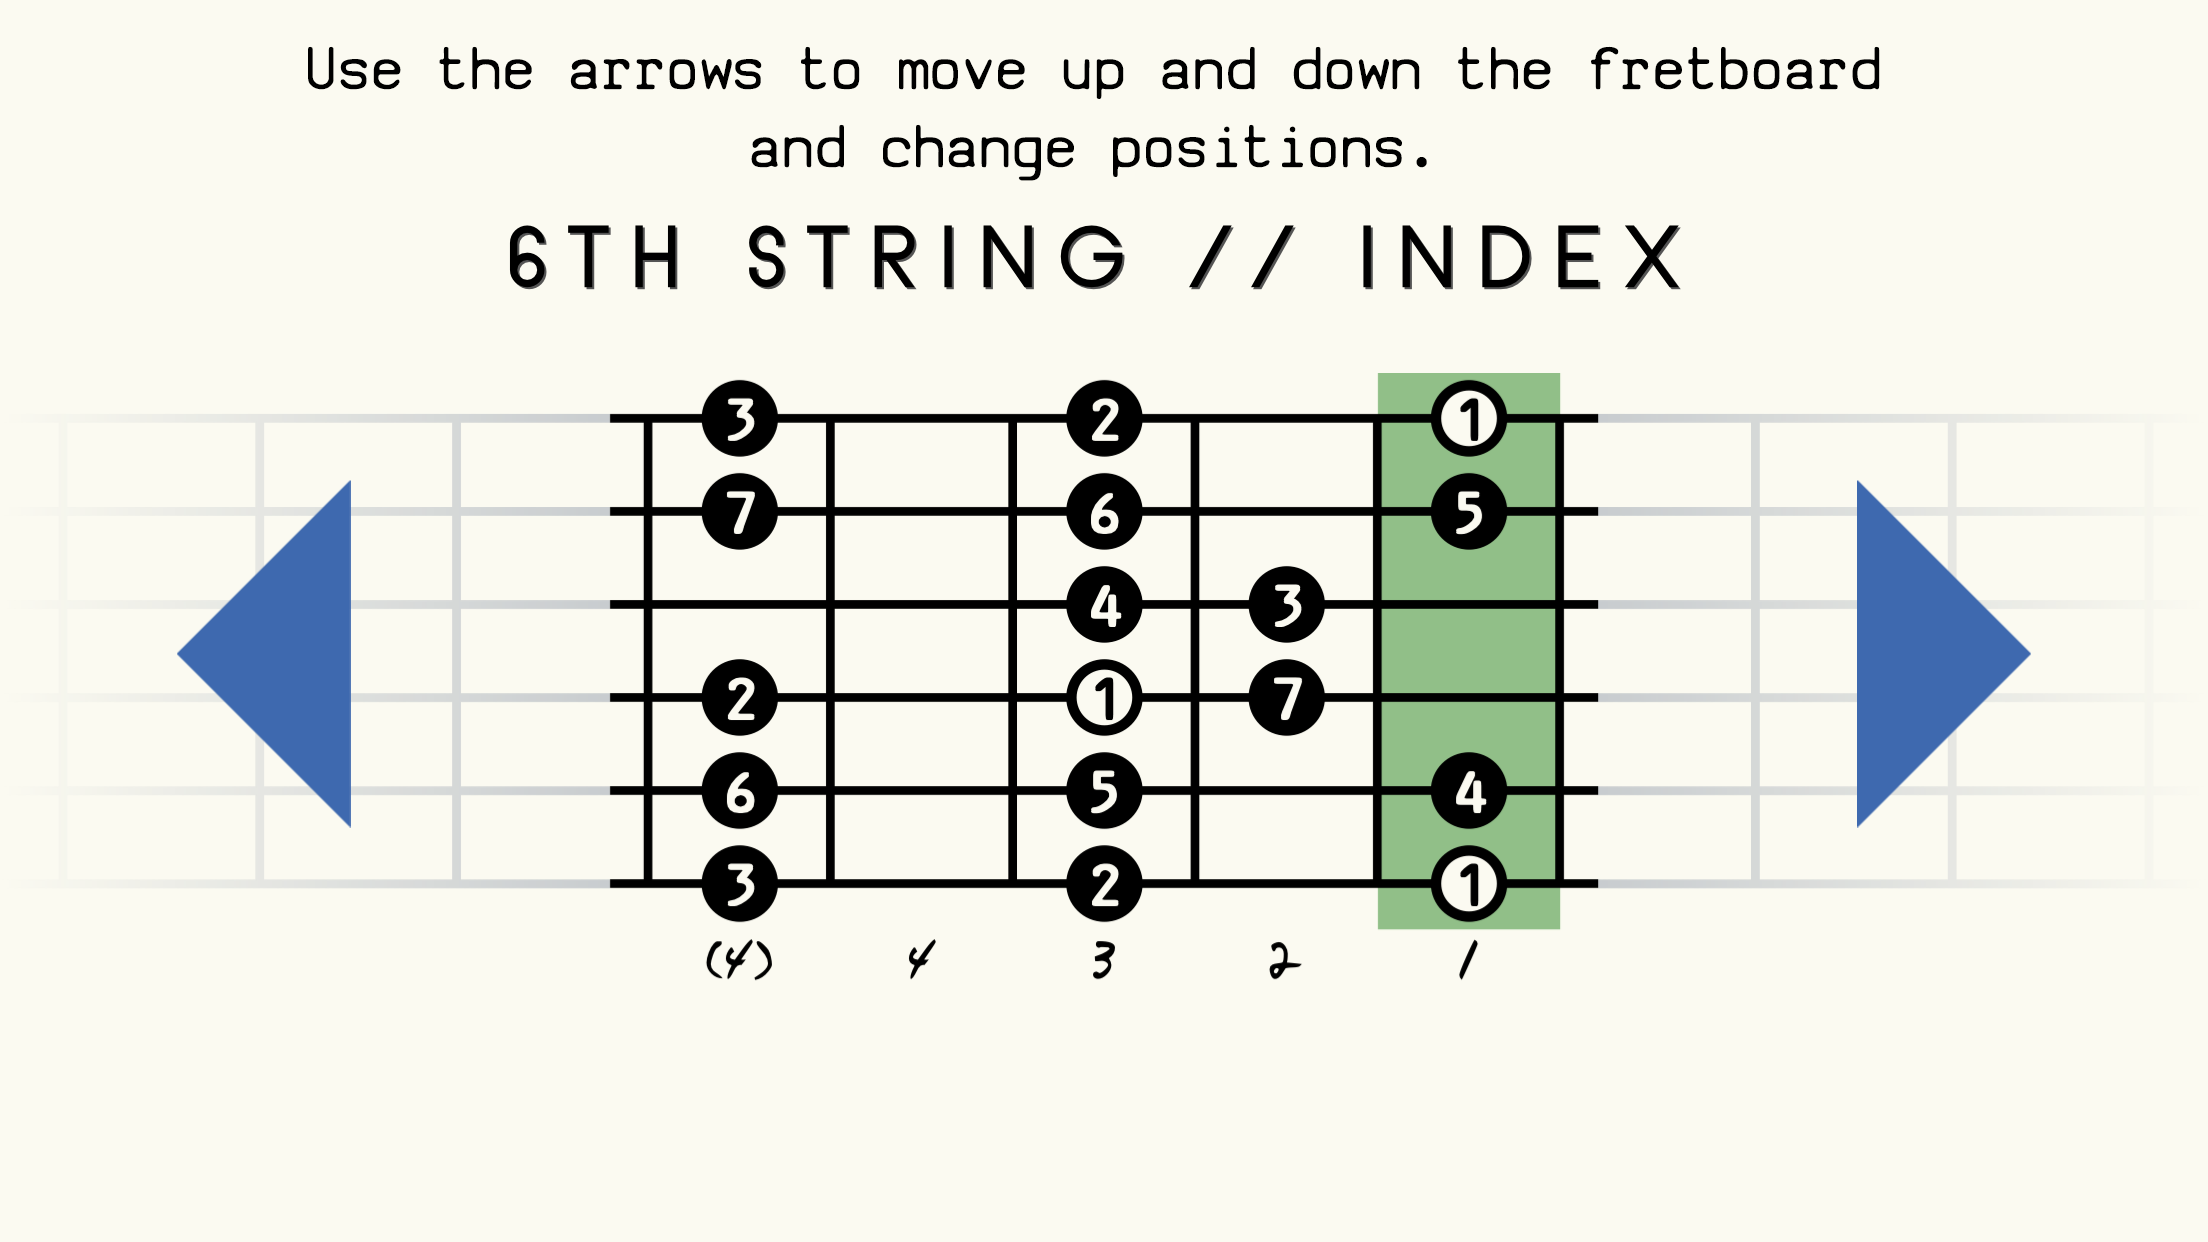 Use the arrows to move up and down the fretboard
and change positions.
6TH STRING // INDEX
3 2 1
7 6 5
4 3
2 1 7
6 5 4
3 2 1
(4) 4 3 2 1